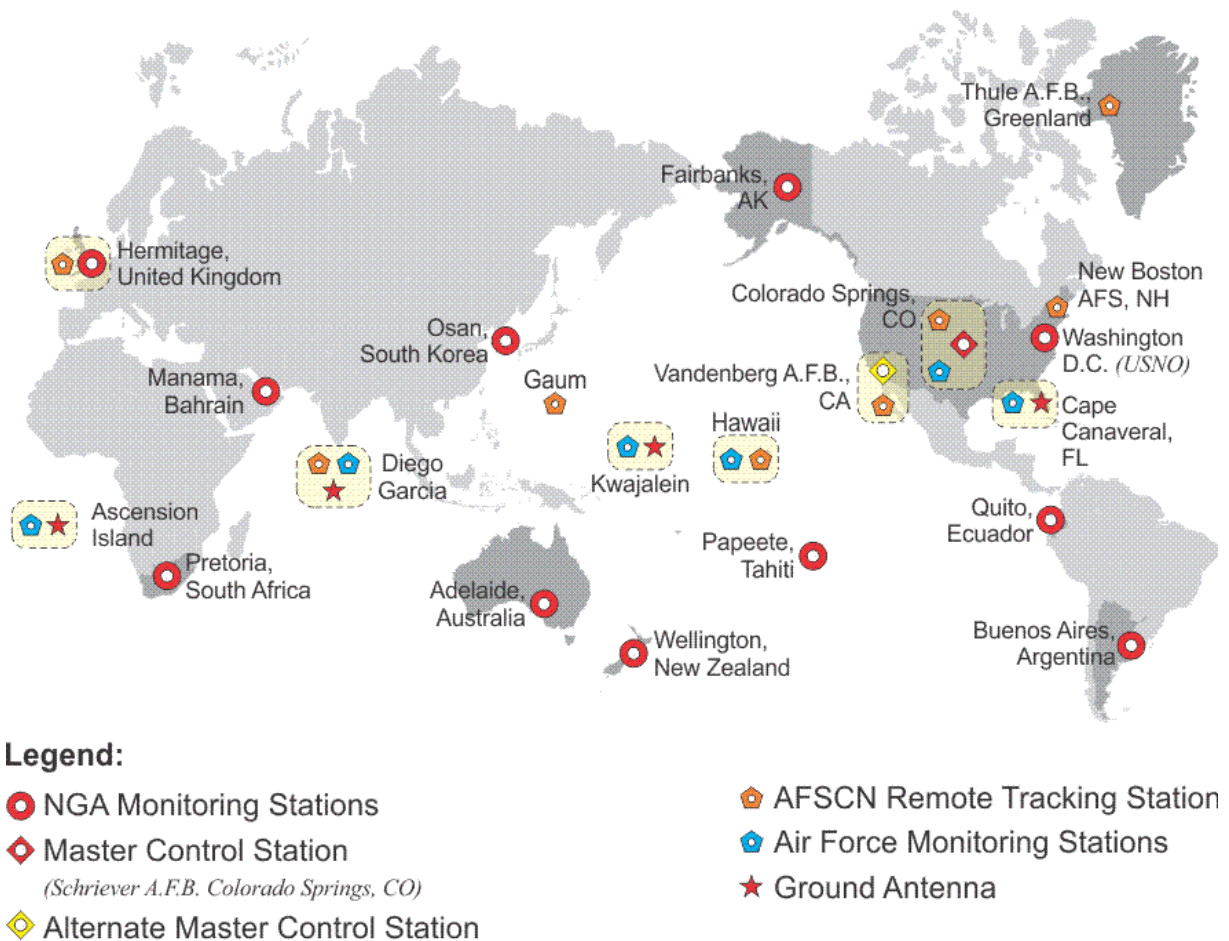 Thule A.F.B.,
Greenland
Fairbanks,
AK
Hermitage,
United Kingdom
New Boston
AFS, NH
Colorado Springs,
CO
Osan,
South Korea
Washington
D.C. (USNO)
Manama,
Bahrain
Gaum
Vandenberg A.F.B.,
CA
Hawaii
Cape
Canaveral,
FL
Diego
Garcia
Kwajalein
Ascension
Island
Quito,
Ecuador
Papeete,
Tahiti
Pretoria,
South Africa
Adelaide,
Australia
Wellington,
New Zealand
Buenos Aires,
Argentina
Legend:
NGA Monitoring Stations
Master Control Station
(Schriever A.F.B. Colorado Springs, CO)
Alternate Master Control Station
AFSCN Remote Tracking Station
Air Force Monitoring Stations
Ground Antenna